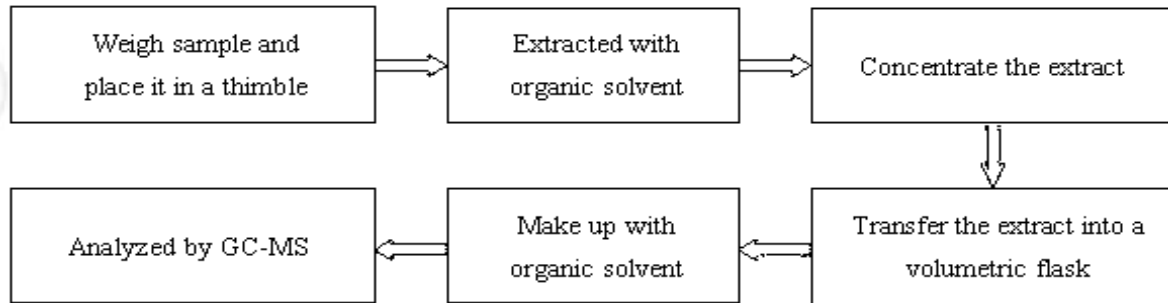 Weigh sample and
place it in a thimble
Extracted with
organic solvent
Concentrate the extract
Transfer the extract into a
volumetric flask
Make up with
organic solvent
Analyzed by GC-MS